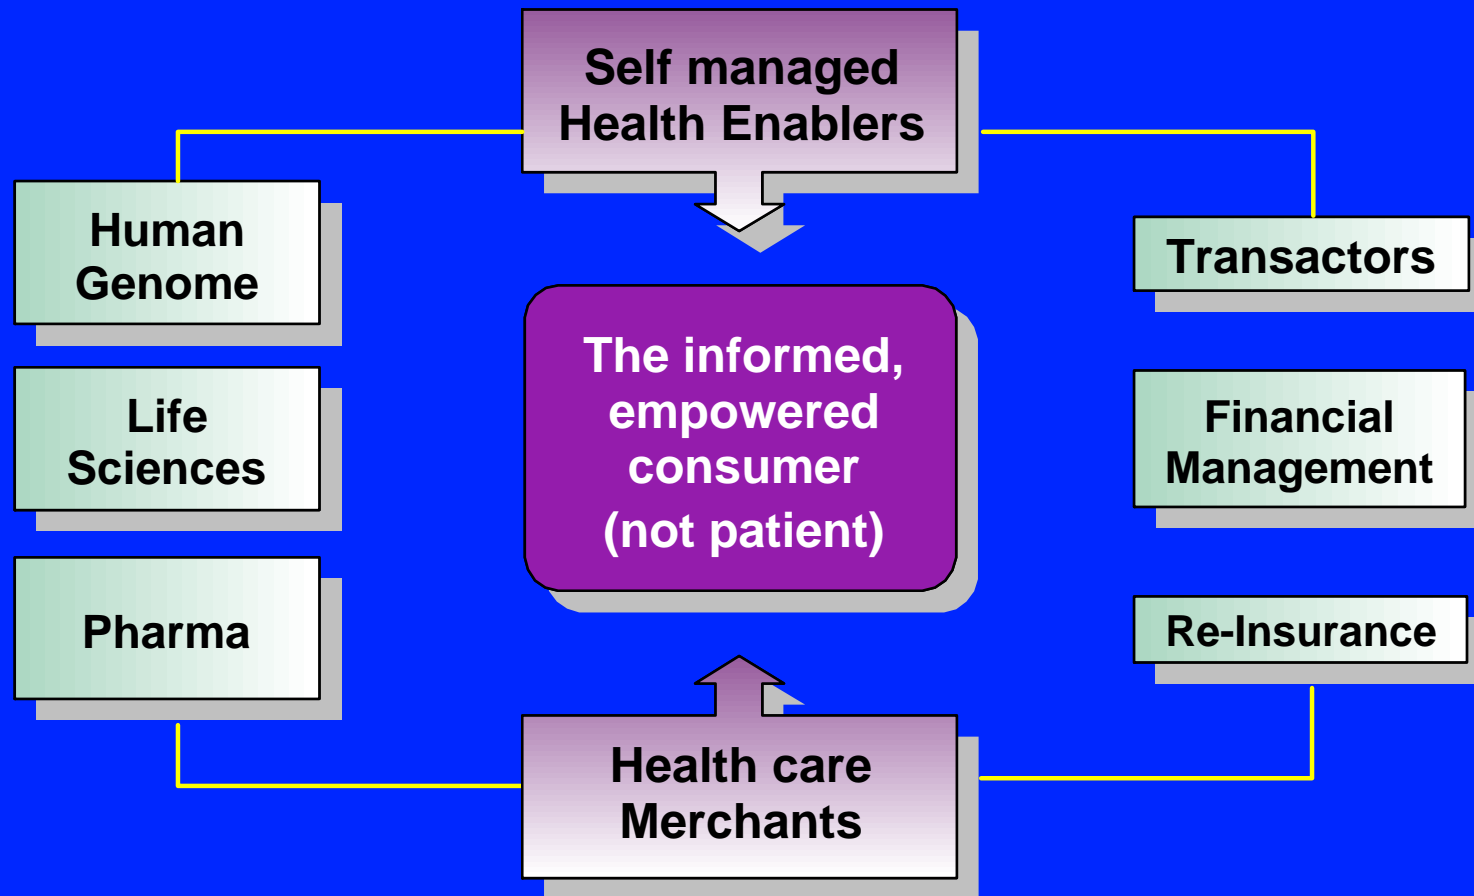 Self managed
Health Enablers
Human
Genome
Transactors
The informed,
empowered
consumer
(not patient)
Life
Sciences
Financial
Management
Pharma
Re-Insurance
Health care
Merchants